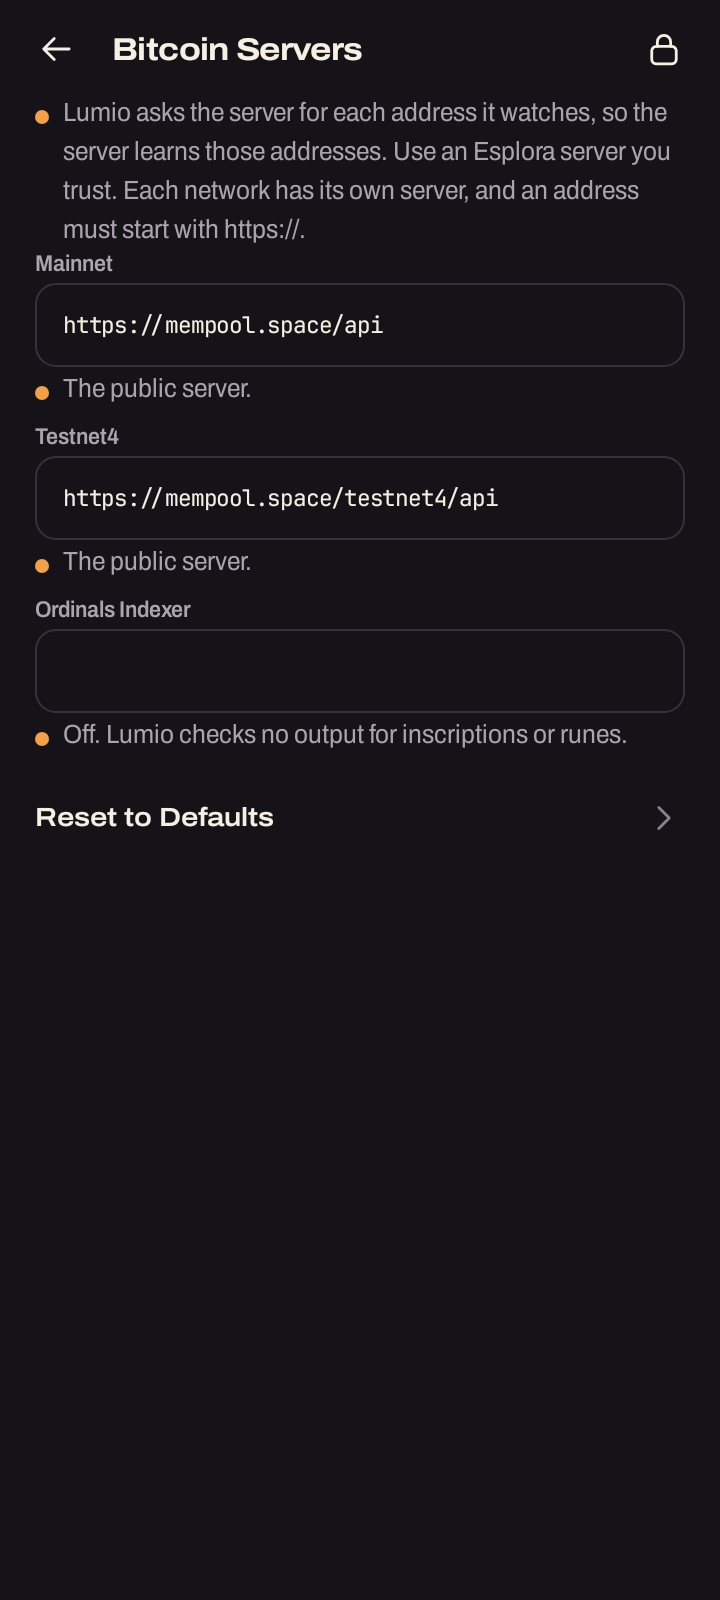 Bitcoin Servers
Lumio asks the server for each address it watches, so the
server learns those addresses. Use an Esplora server you
trust. Each network has its own server, and an address
must start with https://.
Mainnet
https://mempool.space/api
The public server.
Testnet4
https://mempool.space/testnet4/api
The public server.
Ordinals Indexer
Off. Lumio checks no output for inscriptions or runes.
Reset to Defaults